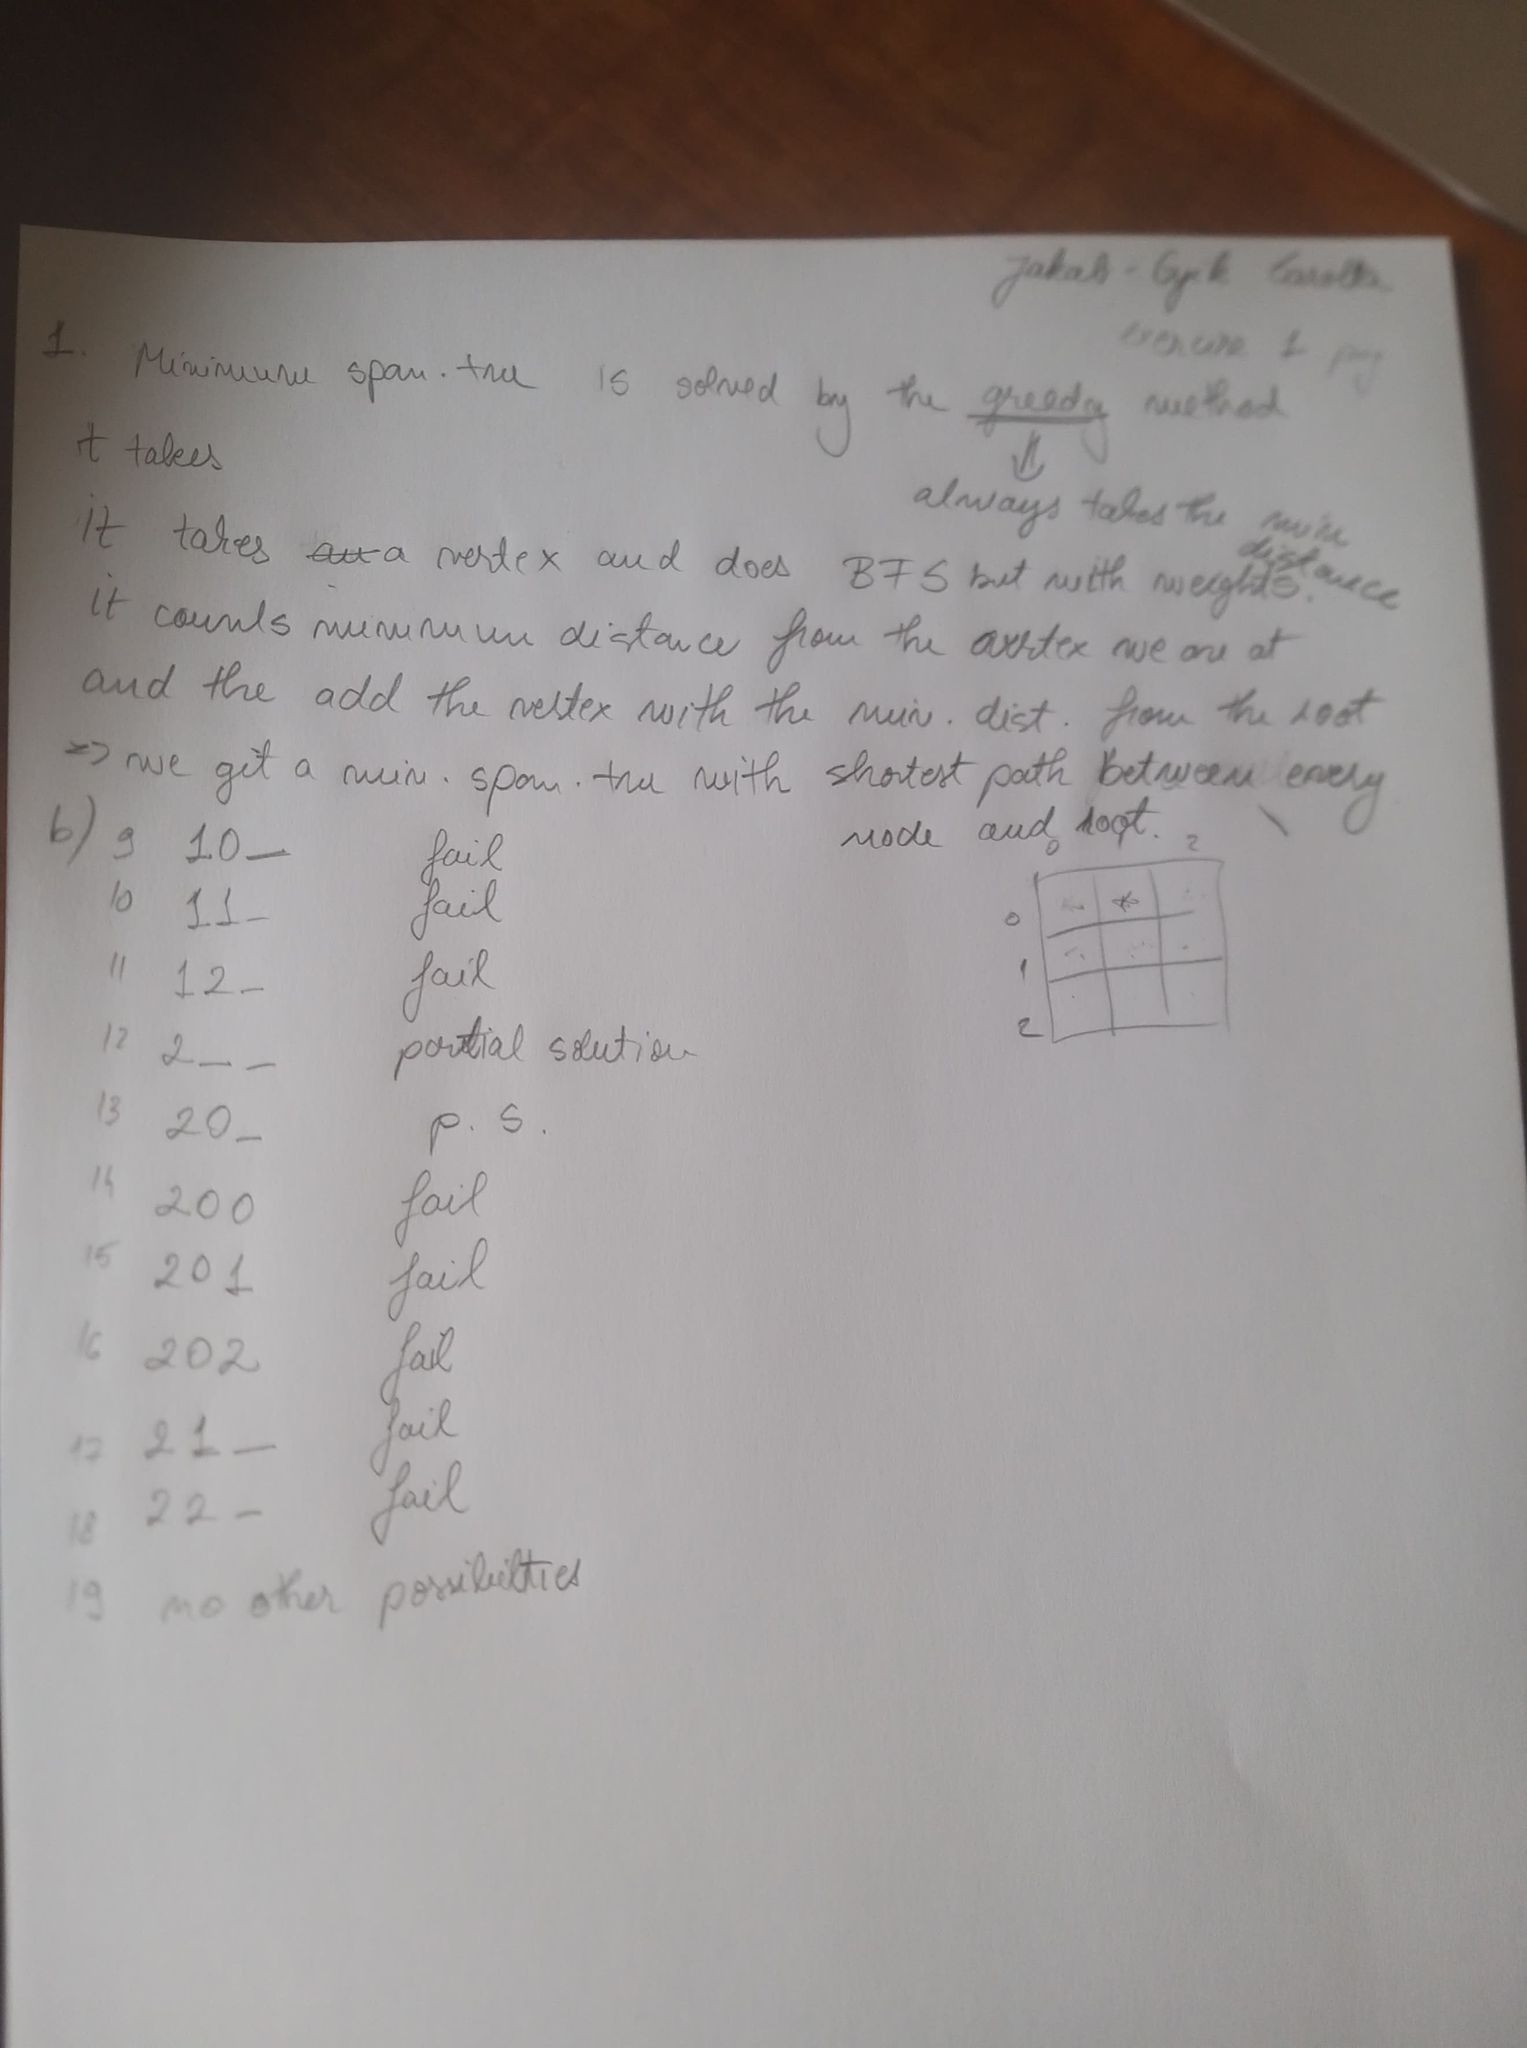 Jakab - Gyik
exercise 1
1. Minimum span. tree is solved by the greedy method
⇓
it takes
always takes the min
distance
it takes a vertex and does BFS but with weights.
it counts minimum distance from the vertex we are at
and the add the vertex with the min. dist. from the root
=> we get a min. span. tree with shortest path between every
node and root.
b) 9 10_ fail
10 11_ fail
11 12_ fail
12 2_ _ partial solution
13 20_ p. s.
14 200 fail
15 201 fail
16 202 fail
17 21_ fail
18 22_ fail
19 no other possibilties
0 2
0 * *
1
2